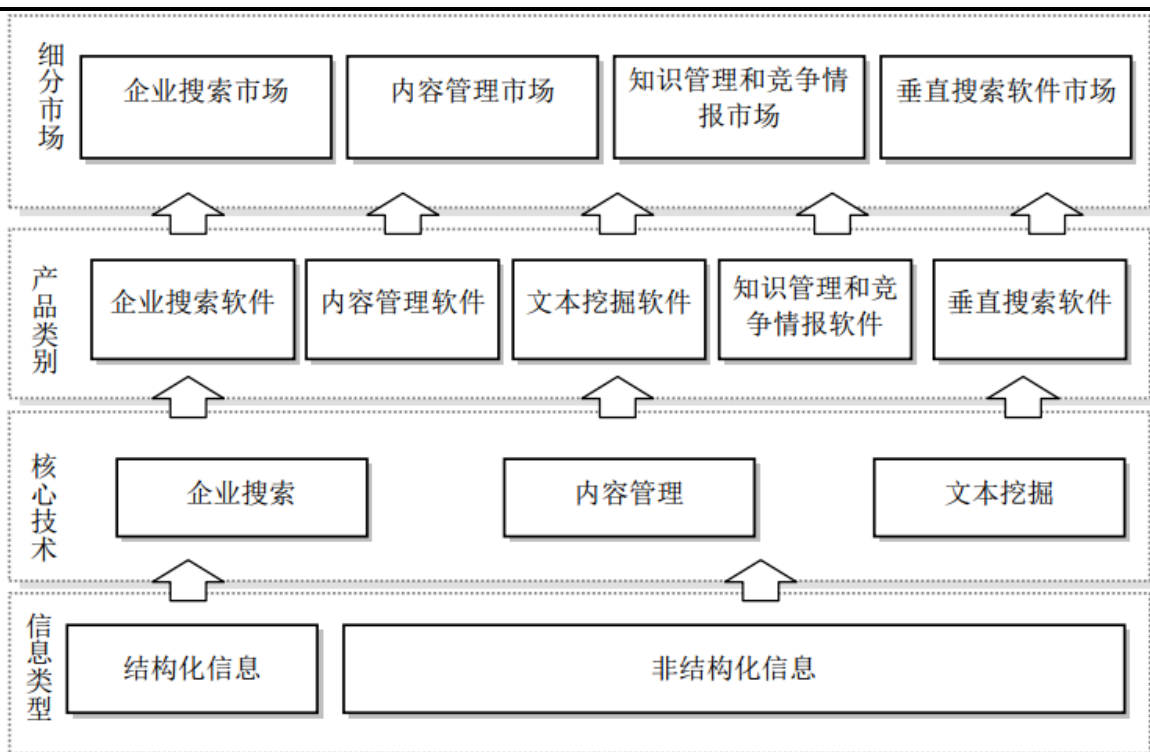 细分市场
企业搜索市场
内容管理市场
知识管理和竞争情
报市场
垂直搜索软件市场
产品类别
企业搜索软件
内容管理软件
文本挖掘软件
知识管理和竞
争情报软件
垂直搜索软件
核心技术
企业搜索
内容管理
文本挖掘
信息类型
结构化信息
非结构化信息